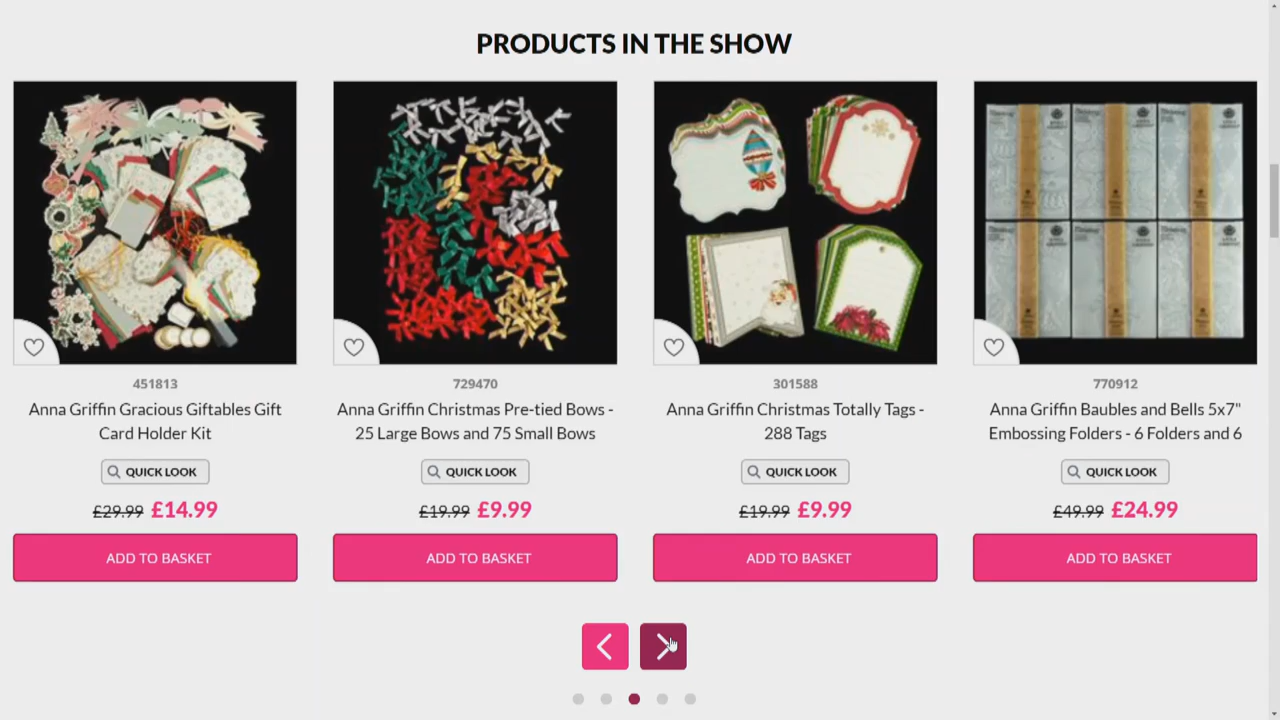 PRODUCTS IN THE SHOW
451813
Anna Griffin Gracious Giftables Gift
Card Holder Kit
QUICK LOOK
£29.99 £14.99
ADD TO BASKET
729470
Anna Griffin Christmas Pre-tied Bows -
25 Large Bows and 75 Small Bows
QUICK LOOK
£19.99 £9.99
ADD TO BASKET
301588
Anna Griffin Christmas Totally Tags -
288 Tags
QUICK LOOK
£19.99 £9.99
ADD TO BASKET
770912
Anna Griffin Baubles and Bells 5x7"
Embossing Folders - 6 Folders and 6
QUICK LOOK
£49.99 £24.99
ADD TO BASKET